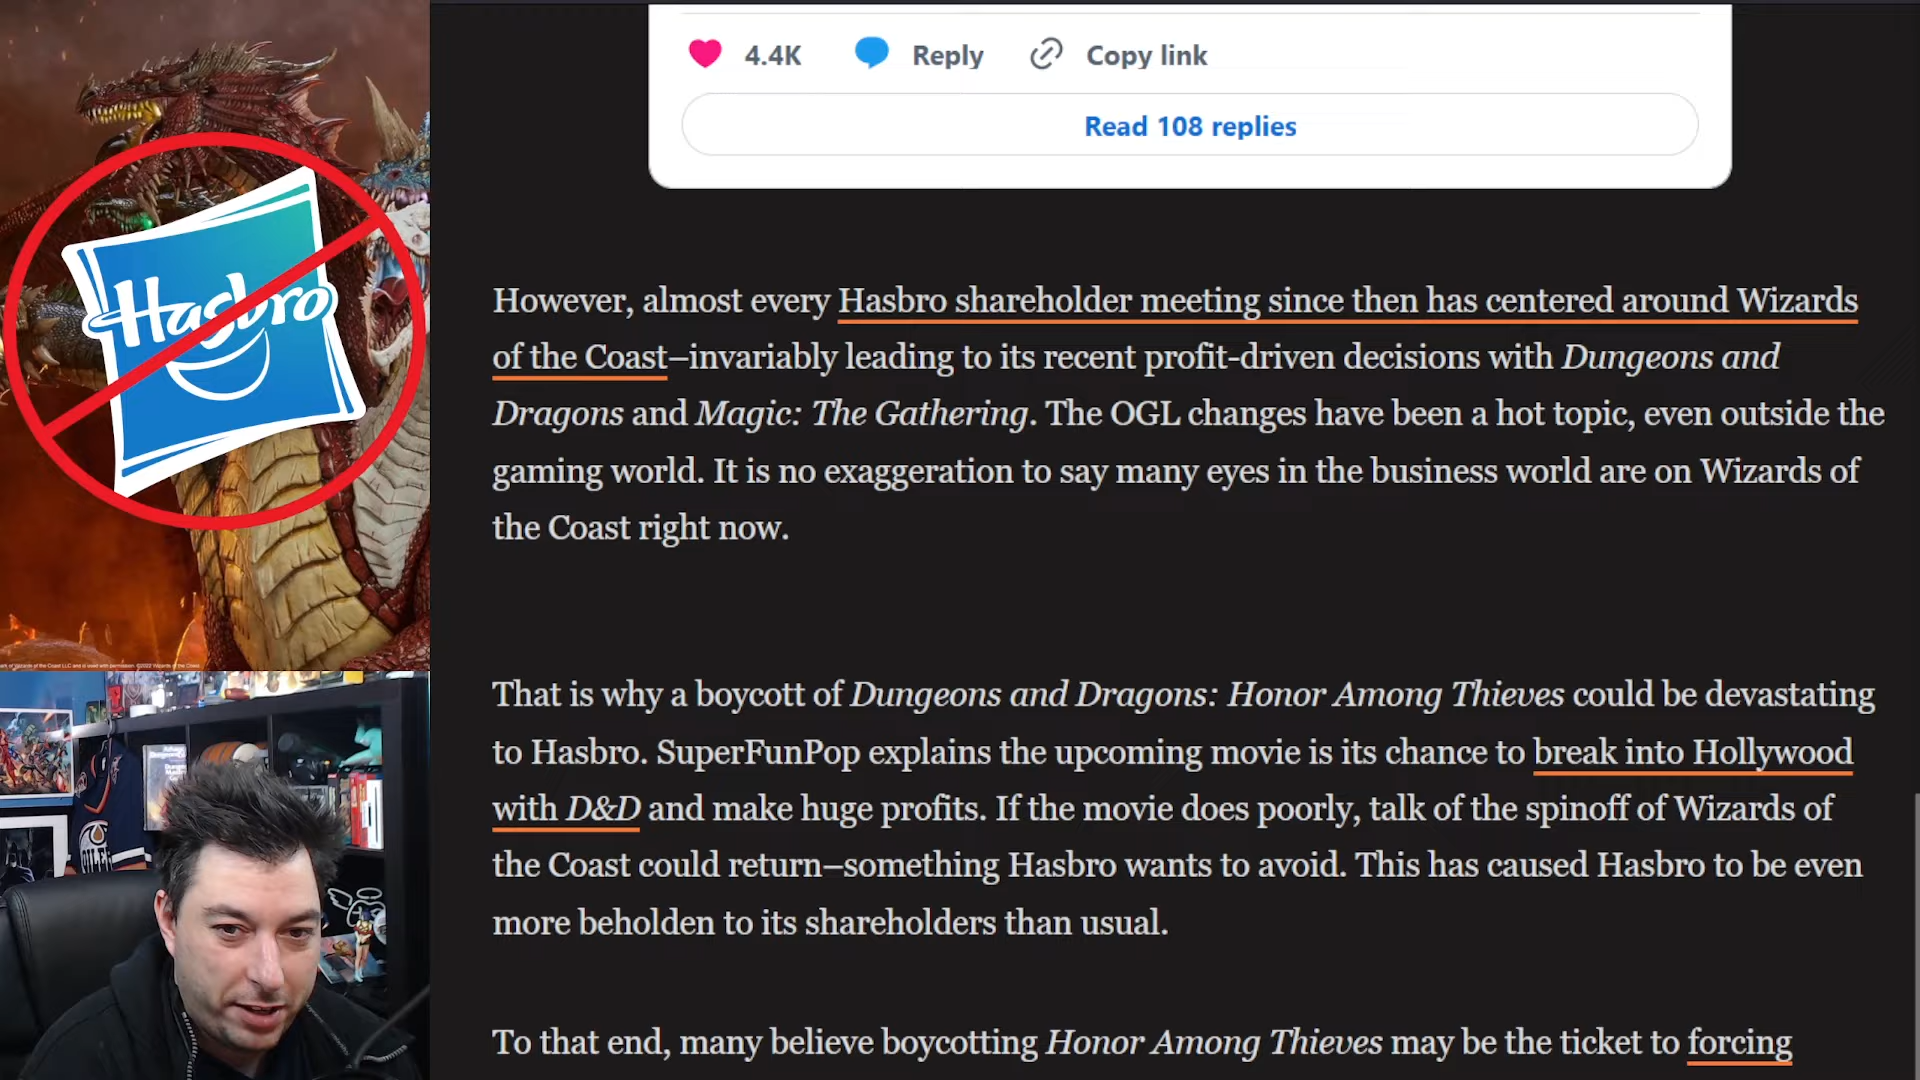 4.4K Reply Copy link
Read 108 replies
Hasbro
However, almost every Hasbro shareholder meeting since then has centered around Wizards
of the Coast–invariably leading to its recent profit-driven decisions with Dungeons and
Dragons and Magic: The Gathering. The OGL changes have been a hot topic, even outside the
gaming world. It is no exaggeration to say many eyes in the business world are on Wizards of
the Coast right now.
That is why a boycott of Dungeons and Dragons: Honor Among Thieves could be devastating
to Hasbro. SuperFunPop explains the upcoming movie is its chance to break into Hollywood
with D&D and make huge profits. If the movie does poorly, talk of the spinoff of Wizards of
the Coast could return–something Hasbro wants to avoid. This has caused Hasbro to be even
more beholden to its shareholders than usual.
To that end, many believe boycotting Honor Among Thieves may be the ticket to forcing